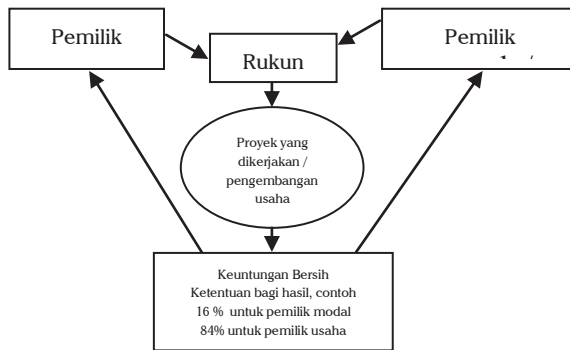 Pemilik
Pemilik
Rukun
Proyek yang
dikerjakan /
pengembangan
usaha
Keuntungan Bersih
Ketentuan bagi hasil, contoh
16 % untuk pemilik modal
84% untuk pemilik usaha